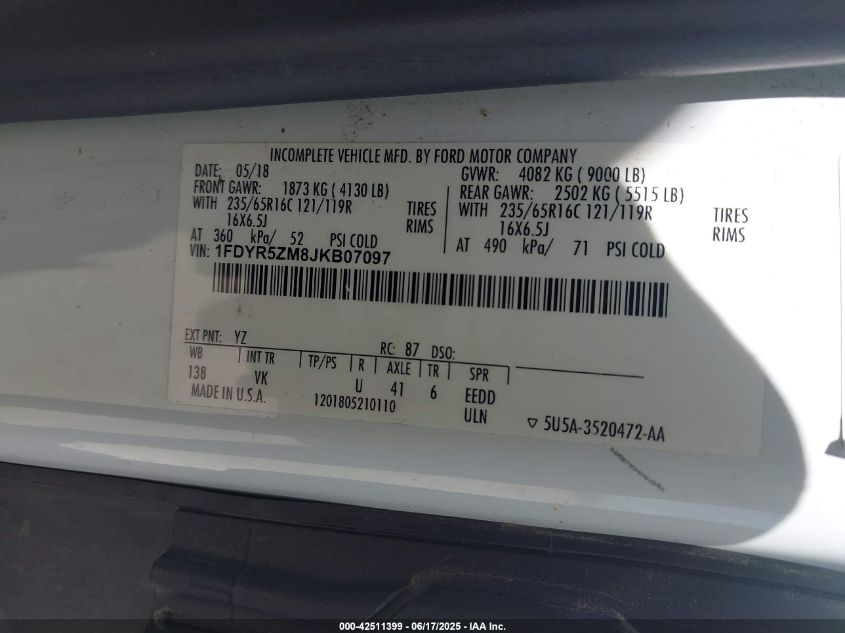 INCOMPLETE VEHICLE MFD. BY FORD MOTOR COMPANY
DATE: 05/18 GVWR: 4082 KG ( 9000 LB)
FRONT GAWR: 1873 KG ( 4130 LB) REAR GAWR: 2502 KG ( 5515 LB)
WITH 235/65R16C 121/119R TIRES WITH 235/65R16C 121/119R TIRES
16X6.5J RIMS 16X6.5J RIMS
AT 360 kPa/ 52 PSI COLD AT 490 kPa/ 71 PSI COLD
VIN: 1FDYR5ZM8JKB07097
EXT PNT: YZ RC: 87 DSO:
WB INT TR TP/PS R AXLE TR SPR
138 VK U 41 6 EEDD
MADE IN U.S.A. 1201805210110 ULN
▽ 5U5A-3520472-AA
000-42511399 / 06/17/2025 - IAA Inc.